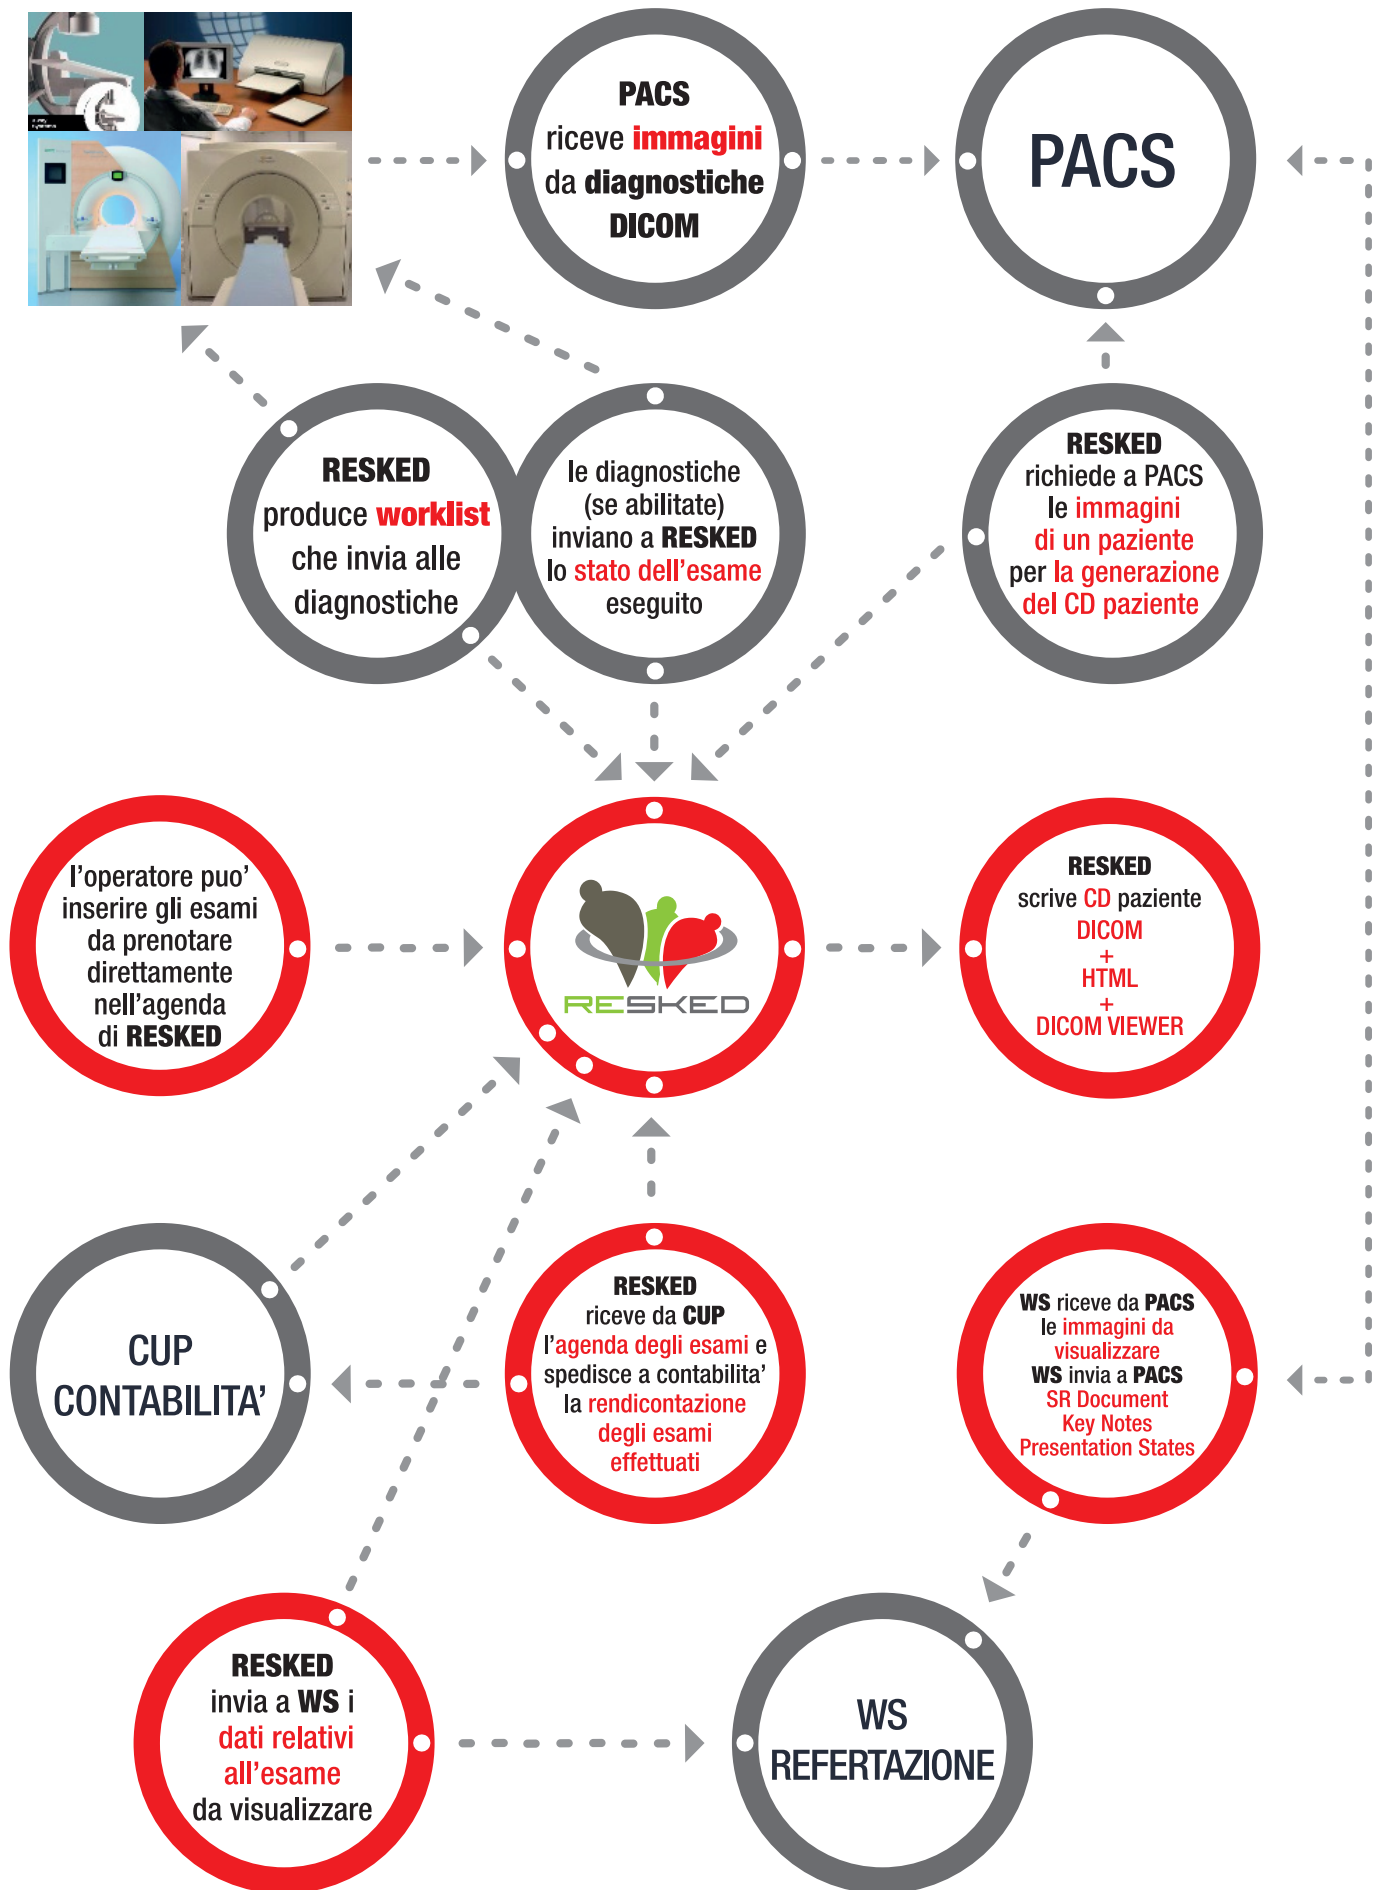 PACS
riceve immagini
da diagnostiche
DICOM
PACS
RESKED
produce worklist
che invia alle
diagnostiche
le diagnostiche
(se abilitate)
inviano a RESKED
lo stato dell'esame
eseguito
RESKED
richiede a PACS
le immagini
di un paziente
per la generazione
del CD paziente
l'operatore puo'
inserire gli esami
da prenotare
direttamente
nell'agenda
di RESKED
RESKED
RESKED
scrive CD paziente
DICOM
+
HTML
+
DICOM VIEWER
CUP
CONTABILITA'
RESKED
riceve da CUP
l'agenda degli esami e
spedisce a contabilita'
la rendicontazione
degli esami
effettuati
WS riceve da PACS
le immagini da
visualizzare
WS invia a PACS
SR Document
Key Notes
Presentation States
RESKED
invia a WS i
dati relativi
all'esame
da visualizzare
WS
REFERTAZIONE